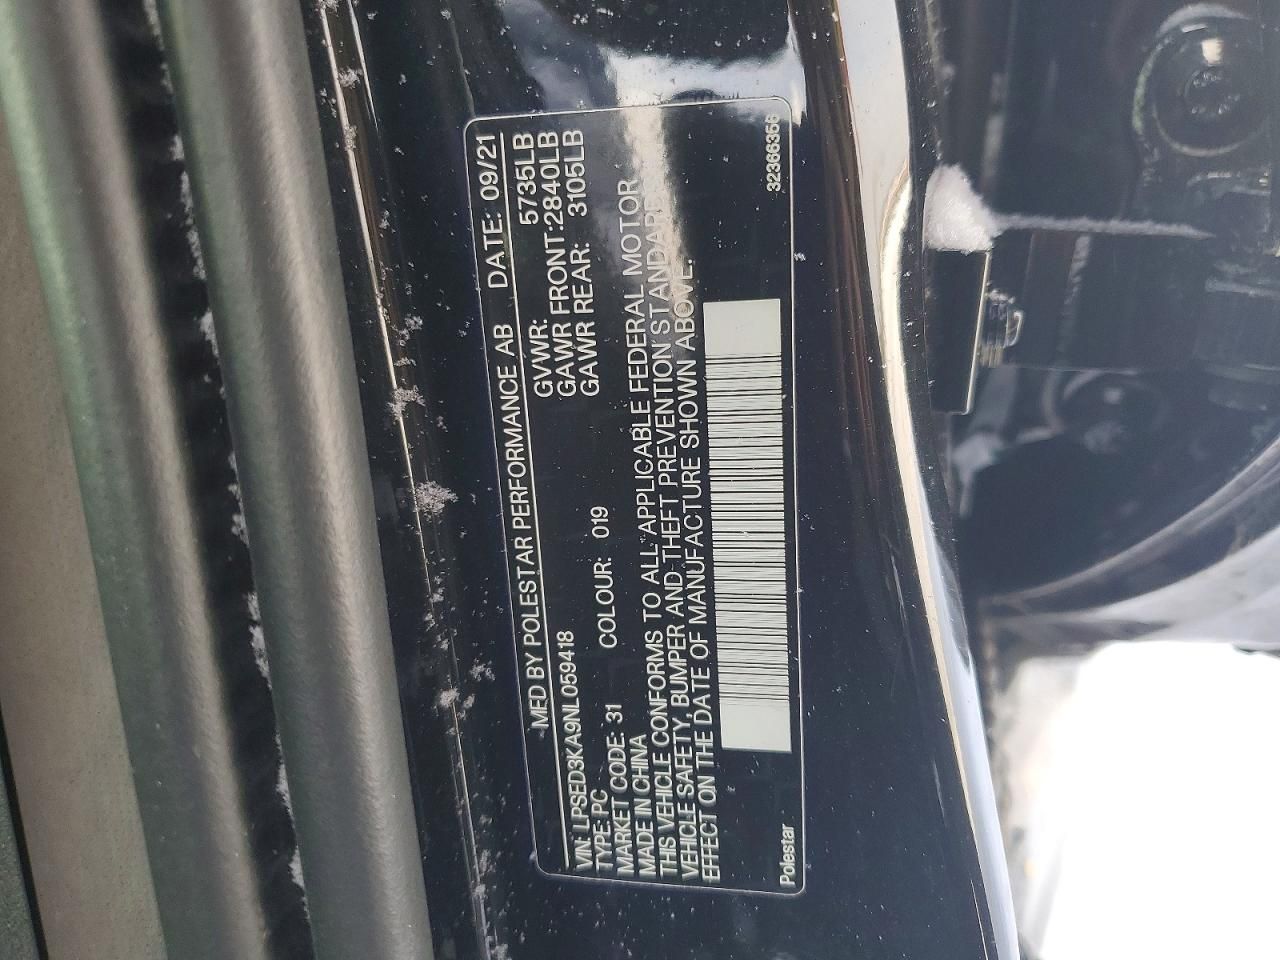 MFD BY POLESTAR PERFORMANCE AB DATE: 09/21
GVWR: 5735LB
GAWR FRONT:2840LB
VIN: LPSED3KA9NL059418 GAWR REAR: 3105LB
TYPE: PC
MARKET CODE: 31 COLOUR: 019
MADE IN CHINA
THIS VEHICLE CONFORMS TO ALL APPLICABLE FEDERAL MOTOR
VEHICLE SAFETY, BUMPER AND THEFT PREVENTION STANDARDS IN
EFFECT ON THE DATE OF MANUFACTURE SHOWN ABOVE.
Polestar 32366356